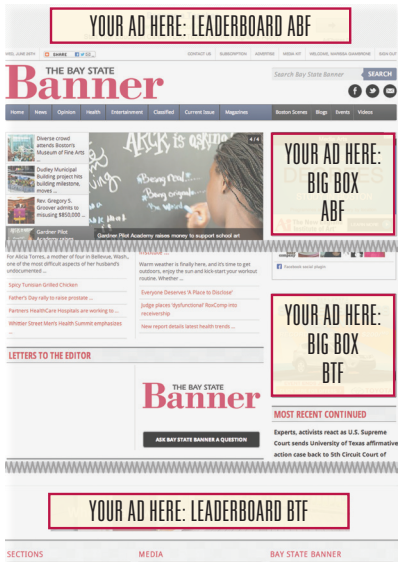 YOUR AD HERE: LEADERBOARD ABF
SHARE
CONTACT US SUBSCRIPTION ADVERTISE MEDIA KIT
SIGN OUT
THE BAY STATE
Banner
Search Bay State Banner SEARCH
Home News Opinion Health Entertainment Classified Current Issue Magazines Boston Scenes Blogs Events Videos
Diverse crowd
attends Boston's
Museum of Fine Arts
...
Dudley Municipal
Building project hits
building milestone,
moves ...
Rev. Gregory S.
Groover admits to
misusing $850,000
...
Gardner Pilot
4/4
Gardner Pilot Academy raises money to support school art
YOUR AD HERE:
BIG BOX
ABF
For Alicia Torres, a mother of four in Bellevue, Wash.,
one of the most difficult aspects of her husband's
undocumented ...
Spicy Tunisian Grilled Chicken
Father's Day rally to raise prostate ...
Partners HealthCare Hospitals are working to ...
Whittier Street Men's Health Summit emphasizes
...
Warm weather is finally here, and it's time to get
outdoors, enjoy the sun and kick-start your workout
routine. Whether ...
Everyone Deserves 'A Place to Disclose'
Judge places 'dysfunctional' RoxComp into
receivership
New report details latest health trends ...
Facebook social plugin
YOUR AD HERE:
BIG BOX
BTF
LETTERS TO THE EDITOR
THE BAY STATE
Banner
ASK BAY STATE BANNER A QUESTION
MOST RECENT CONTINUED
Experts, activists react as U.S. Supreme
Court sends University of Texas affirmative
action case back to 5th Circuit Court of
YOUR AD HERE: LEADERBOARD BTF
SECTIONS MEDIA BAY STATE BANNER